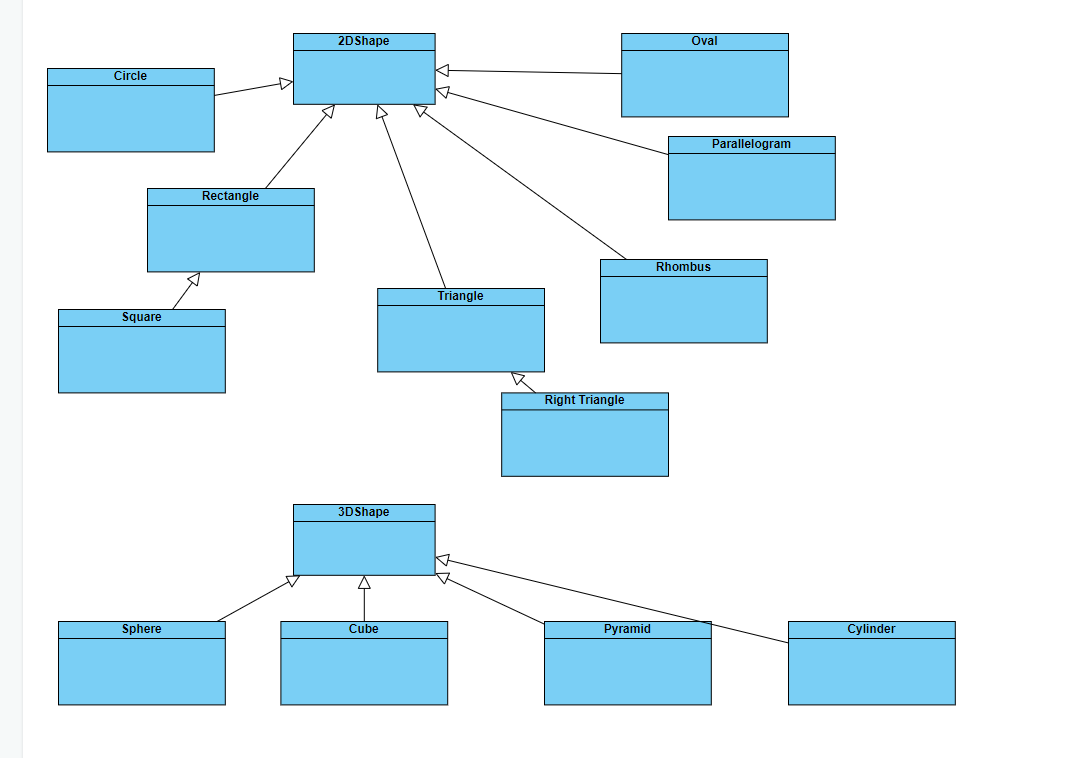 2DShape
Oval
Circle
Parallelogram
Rectangle
Rhombus
Triangle
Square
Right Triangle
3DShape
Sphere
Cube
Pyramid
Cylinder